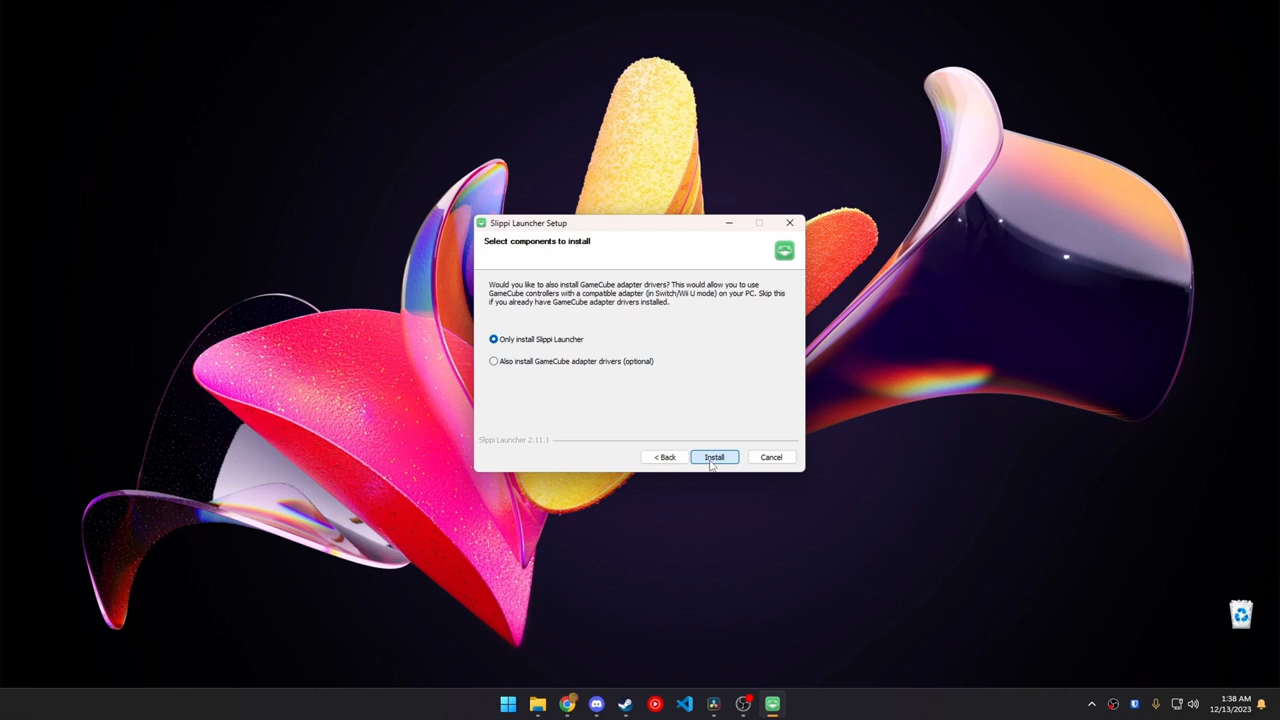 Slippi Launcher Setup
Select components to install
Would you like to also install GameCube adapter drivers? This would allow you to use
GameCube controllers with a compatible adapter (in Switch/Wii U mode) on your PC. Skip this
if you already have GameCube adapter drivers installed.
Only install Slippi Launcher
Also install GameCube adapter drivers (optional)
Slippi Launcher 2.11.1
< Back
Install
Cancel
1:38 AM
12/13/2023